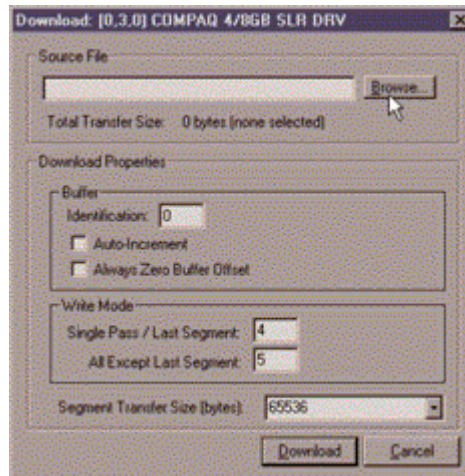 Download: [0,3,0] COMPAQ 4/8GB SLR DRV
Source File
Browse...
Total Transfer Size: 0 bytes (none selected)
Download Properties
Buffer
Identification: 0
Auto-Increment
Always Zero Buffer Offset
Write Mode
Single Pass / Last Segment: 4
All Except Last Segment: 5
Segment Transfer Size (bytes): 65536
Download Cancel